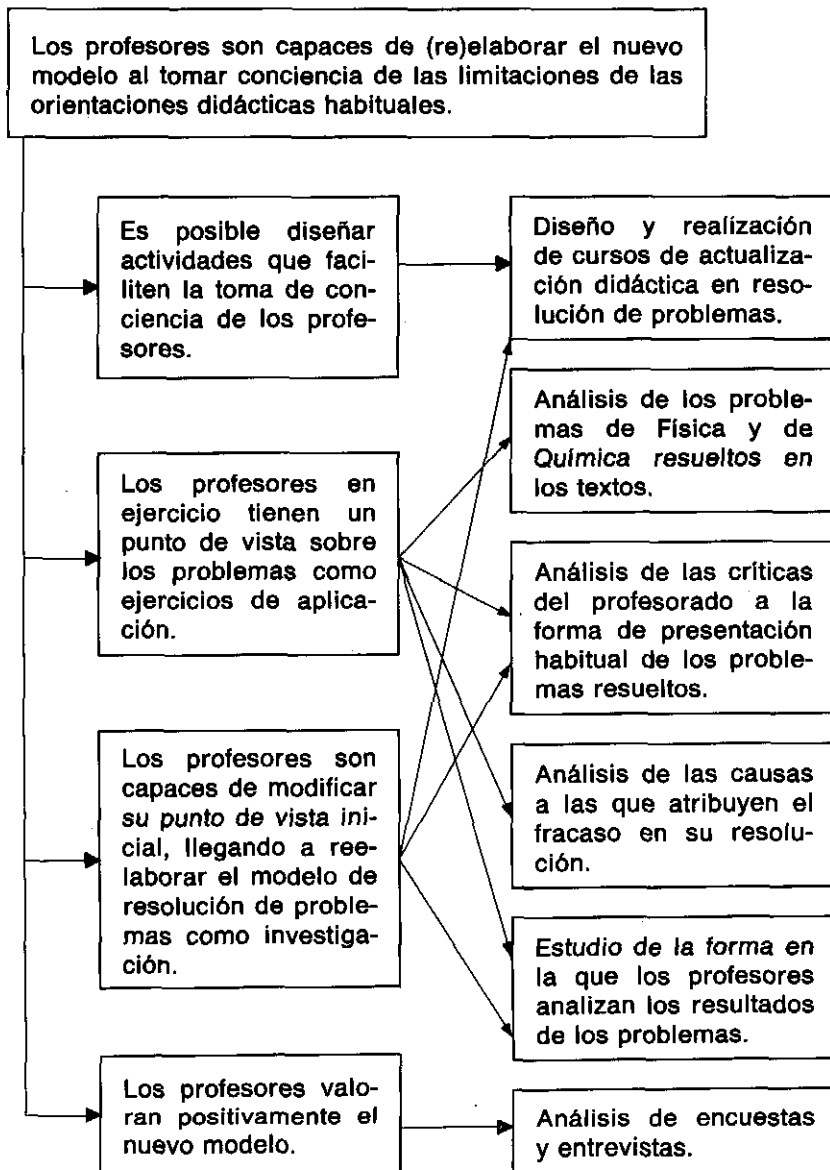 Los profesores son capaces de (re)elaborar el nuevo
modelo al tomar conciencia de las limitaciones de las
orientaciones didácticas habituales.
Es posible diseñar
actividades que faci-
liten la toma de con-
ciencia de los profe-
sores.
Diseño y realización
de cursos de actualiza-
ción didáctica en reso-
lución de problemas.
Análisis de los proble-
mas de Física y de
Química resueltos en
los textos.
Los profesores en
ejercicio tienen un
punto de vista sobre
los problemas como
ejercicios de aplica-
ción.
Análisis de las críticas
del profesorado a la
forma de presentación
habitual de los proble-
mas resueltos.
Los profesores son
capaces de modificar
su punto de vista ini-
cial, llegando a ree-
laborar el modelo de
resolución de proble-
mas como investiga-
ción.
Análisis de las causas
a las que atribuyen el
fracaso en su resolu-
ción.
Estudio de la forma en
la que los profesores
analizan los resultados
de los problemas.
Los profesores valo-
ran positivamente el
nuevo modelo.
Análisis de encuestas
y entrevistas.